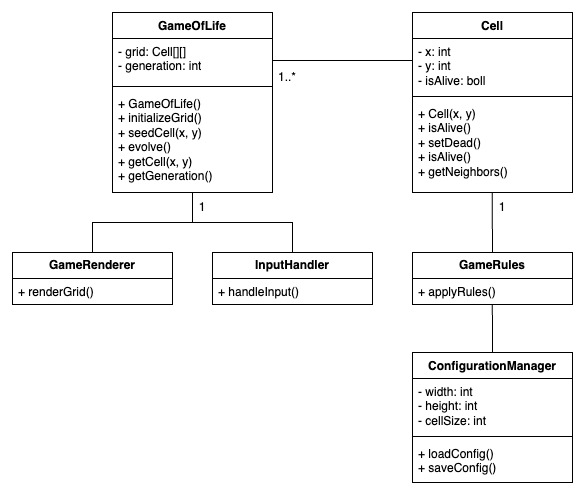 GameOfLife
- grid: Cell[][]
- generation: int
+ GameOfLife()
+ initializeGrid()
+ seedCell(x, y)
+ evolve()
+ getCell(x, y)
+ getGeneration()
1..*
Cell
- x: int
- y: int
- isAlive: boll
+ Cell(x, y)
+ isAlive()
+ setDead()
+ isAlive()
+ getNeighbors()
1
1
GameRenderer
+ renderGrid()
InputHandler
+ handleInput()
GameRules
+ applyRules()
ConfigurationManager
- width: int
- height: int
- cellSize: int
+ loadConfig()
+ saveConfig()